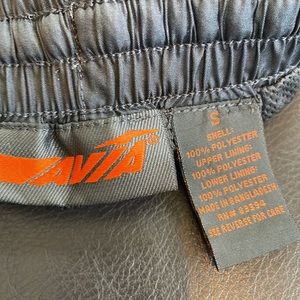 AVIA
S
SHELL:
100% POLYESTER
UPPER LINING:
100% POLYESTER
LOWER LINING:
100% POLYESTER
MADE IN BANGLADESH
RN# 83394
SEE REVERSE FOR CARE